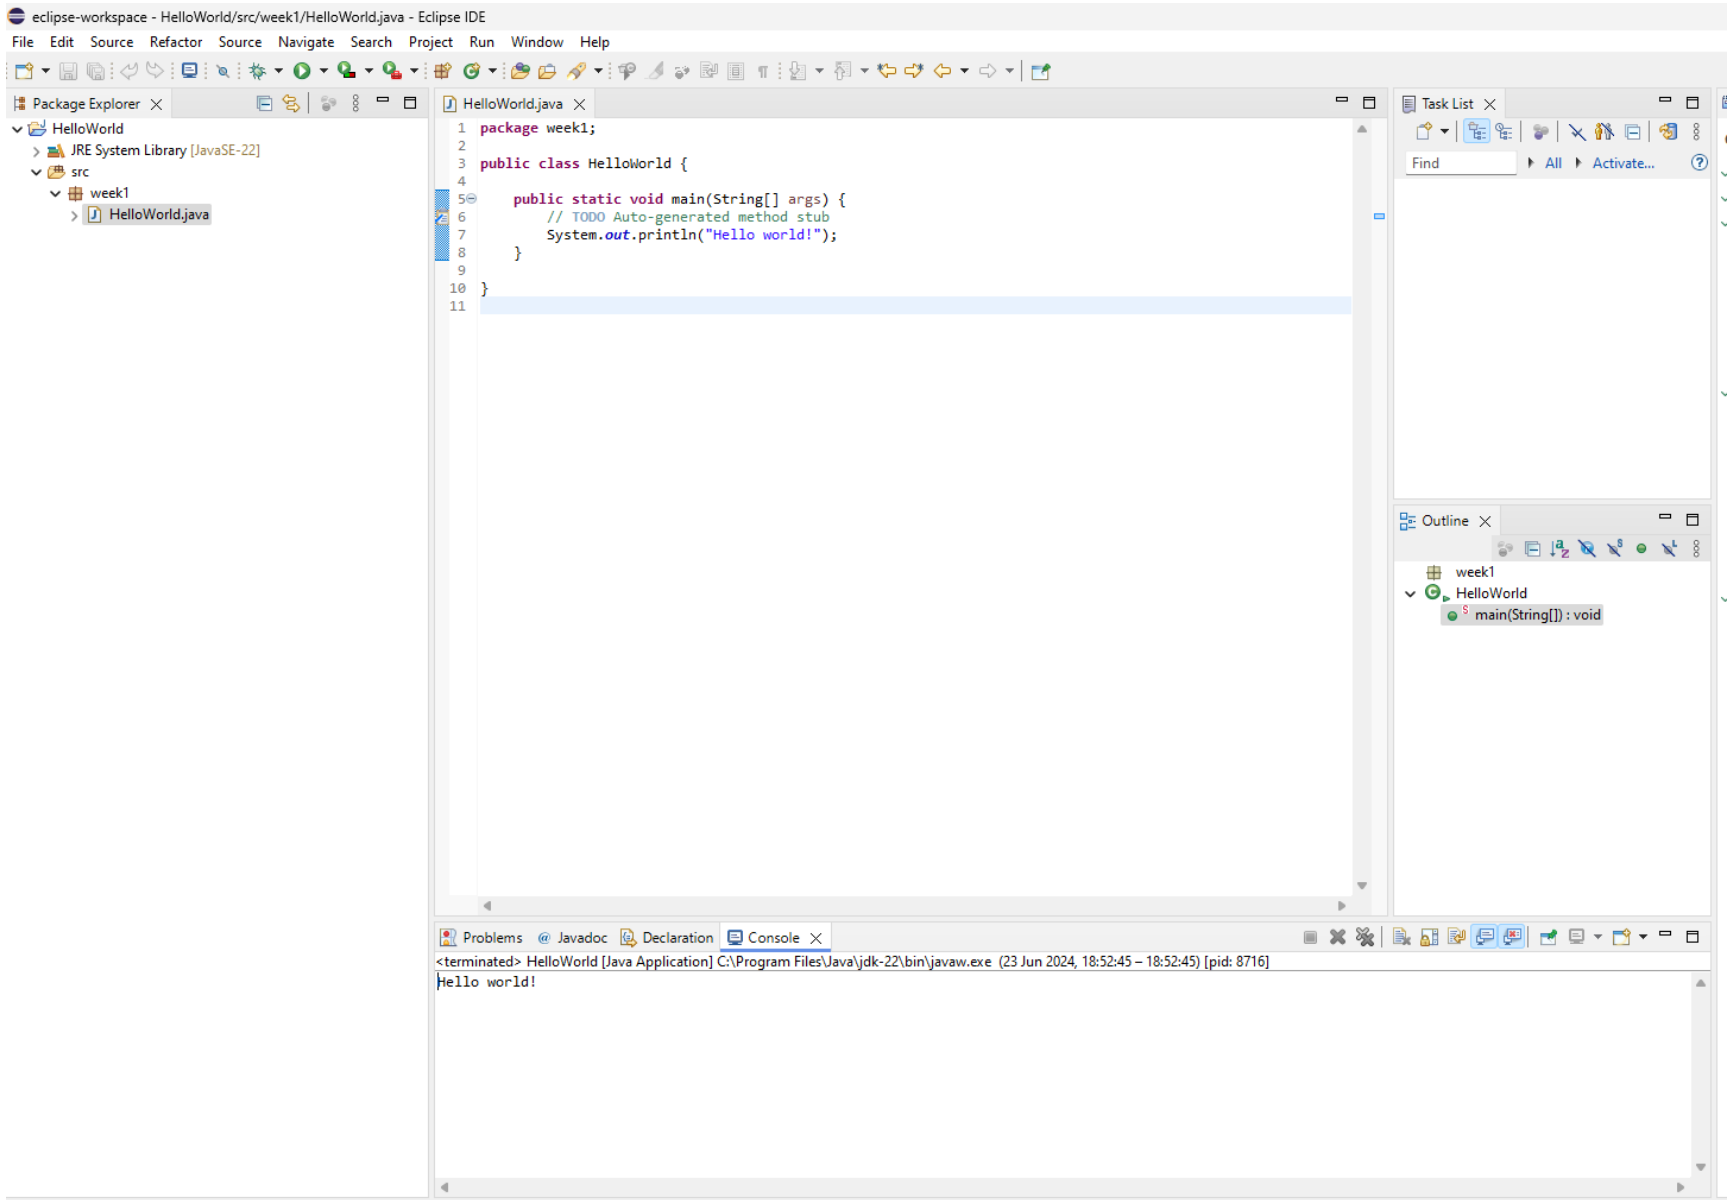 eclipse-workspace - HelloWorld/src/week1/HelloWorld.java - Eclipse IDE
File Edit Source Refactor Source Navigate Search Project Run Window Help
Package Explorer
HelloWorld
JRE System Library [JavaSE-22]
src
week1
HelloWorld.java
HelloWorld.java
1 package week1;
2
3 public class HelloWorld {
4
5 public static void main(String[] args) {
6 // TODO Auto-generated method stub
7 System.out.println("Hello world!");
8 }
9
10 }
11
Task List
Find All Activate...
Outline
week1
HelloWorld
main(String[]) : void
Problems Javadoc Declaration Console
<terminated> HelloWorld [Java Application] C:\Program Files\Java\jdk-22\bin\javaw.exe (23 Jun 2024, 18:52:45 – 18:52:45) [pid: 8716]
Hello world!